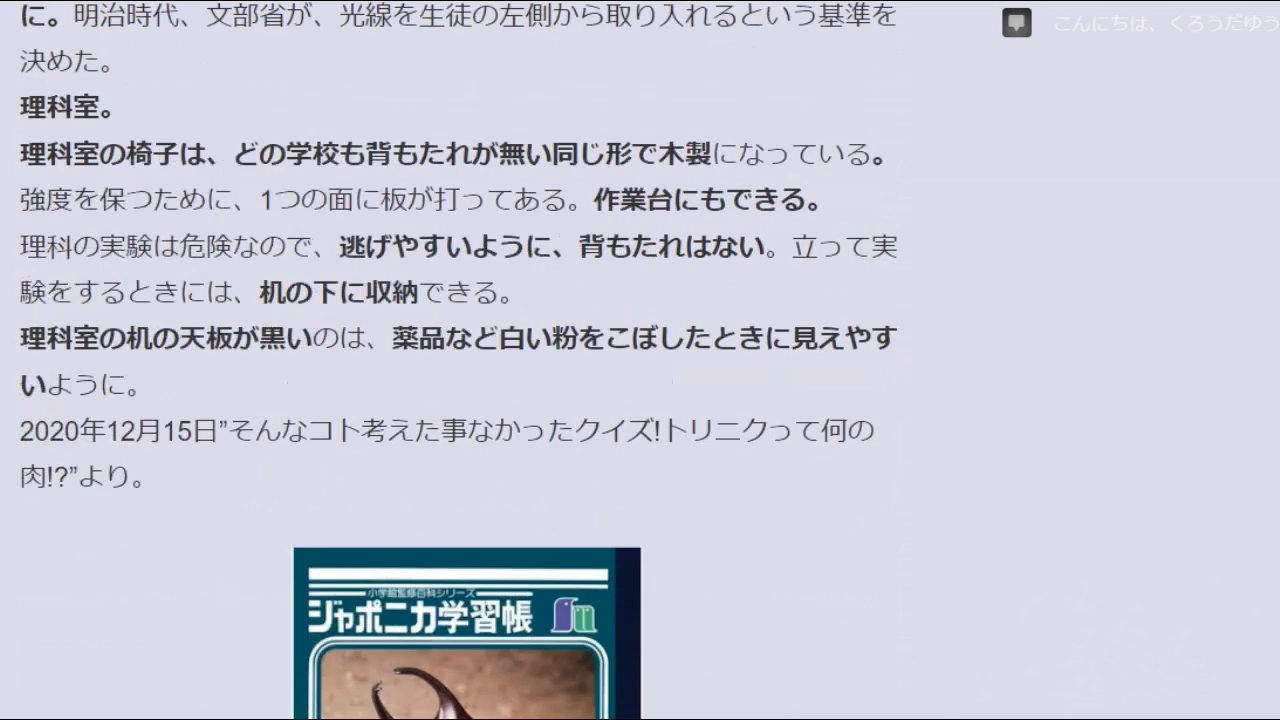 に。明治時代、文部省が、光線を生徒の左側から取り入れるという基準を
決めた。
理科室。
理科室の椅子は、どの学校も背もたれが無い同じ形で木製になっている。
強度を保つために、1つの面に板が打ってある。作業台にもできる。
理科の実験は危険なので、逃げやすいように、背もたれはない。立って実
験をするときには、机の下に収納できる。
理科室の机の天板が黒いのは、薬品など白い粉をこぼしたときに見えやす
いように。
2020年12月15日”そんなコト考えた事なかったクイズ!トリニクって何の
肉!?”より。
小学館監修百科シリーズ
ジャポニカ学習帳
こんにちは、くろうだゆう